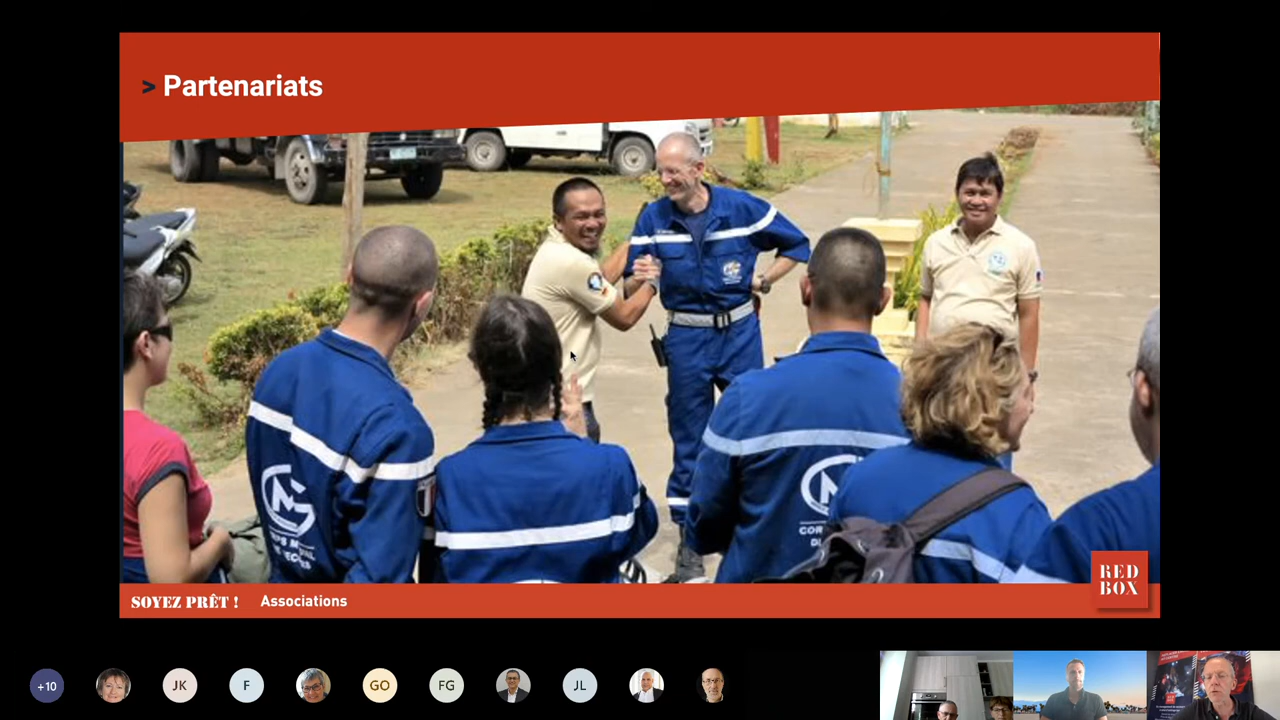 > Partenariats
SOYEZ PRÊT !
Associations
RED
BOX
+10
JK
F
GO
FG
JL